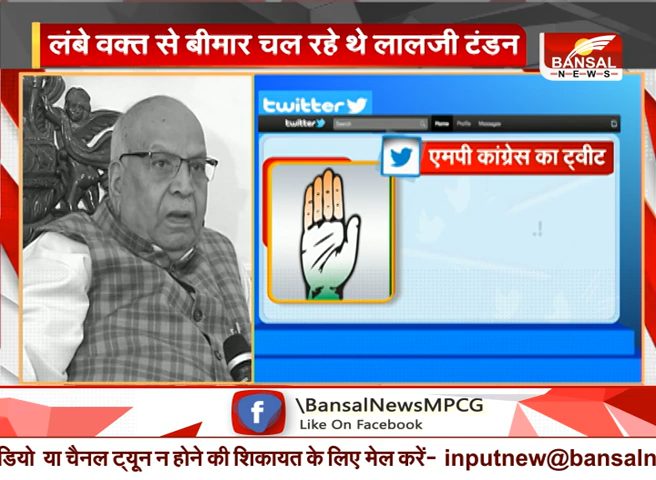 लंबे वक्त से बीमार चल रहे थे लालजी टंडन
BANSAL
NEWS
twitter
twitter Search Home Profile Messages
एमपी कांग्रेस का ट्वीट
\BansalNewsMPCG
Like On Facebook
डियो या चैनल ट्यून न होने की शिकायत के लिए मेल करें- inputnew@bansaln